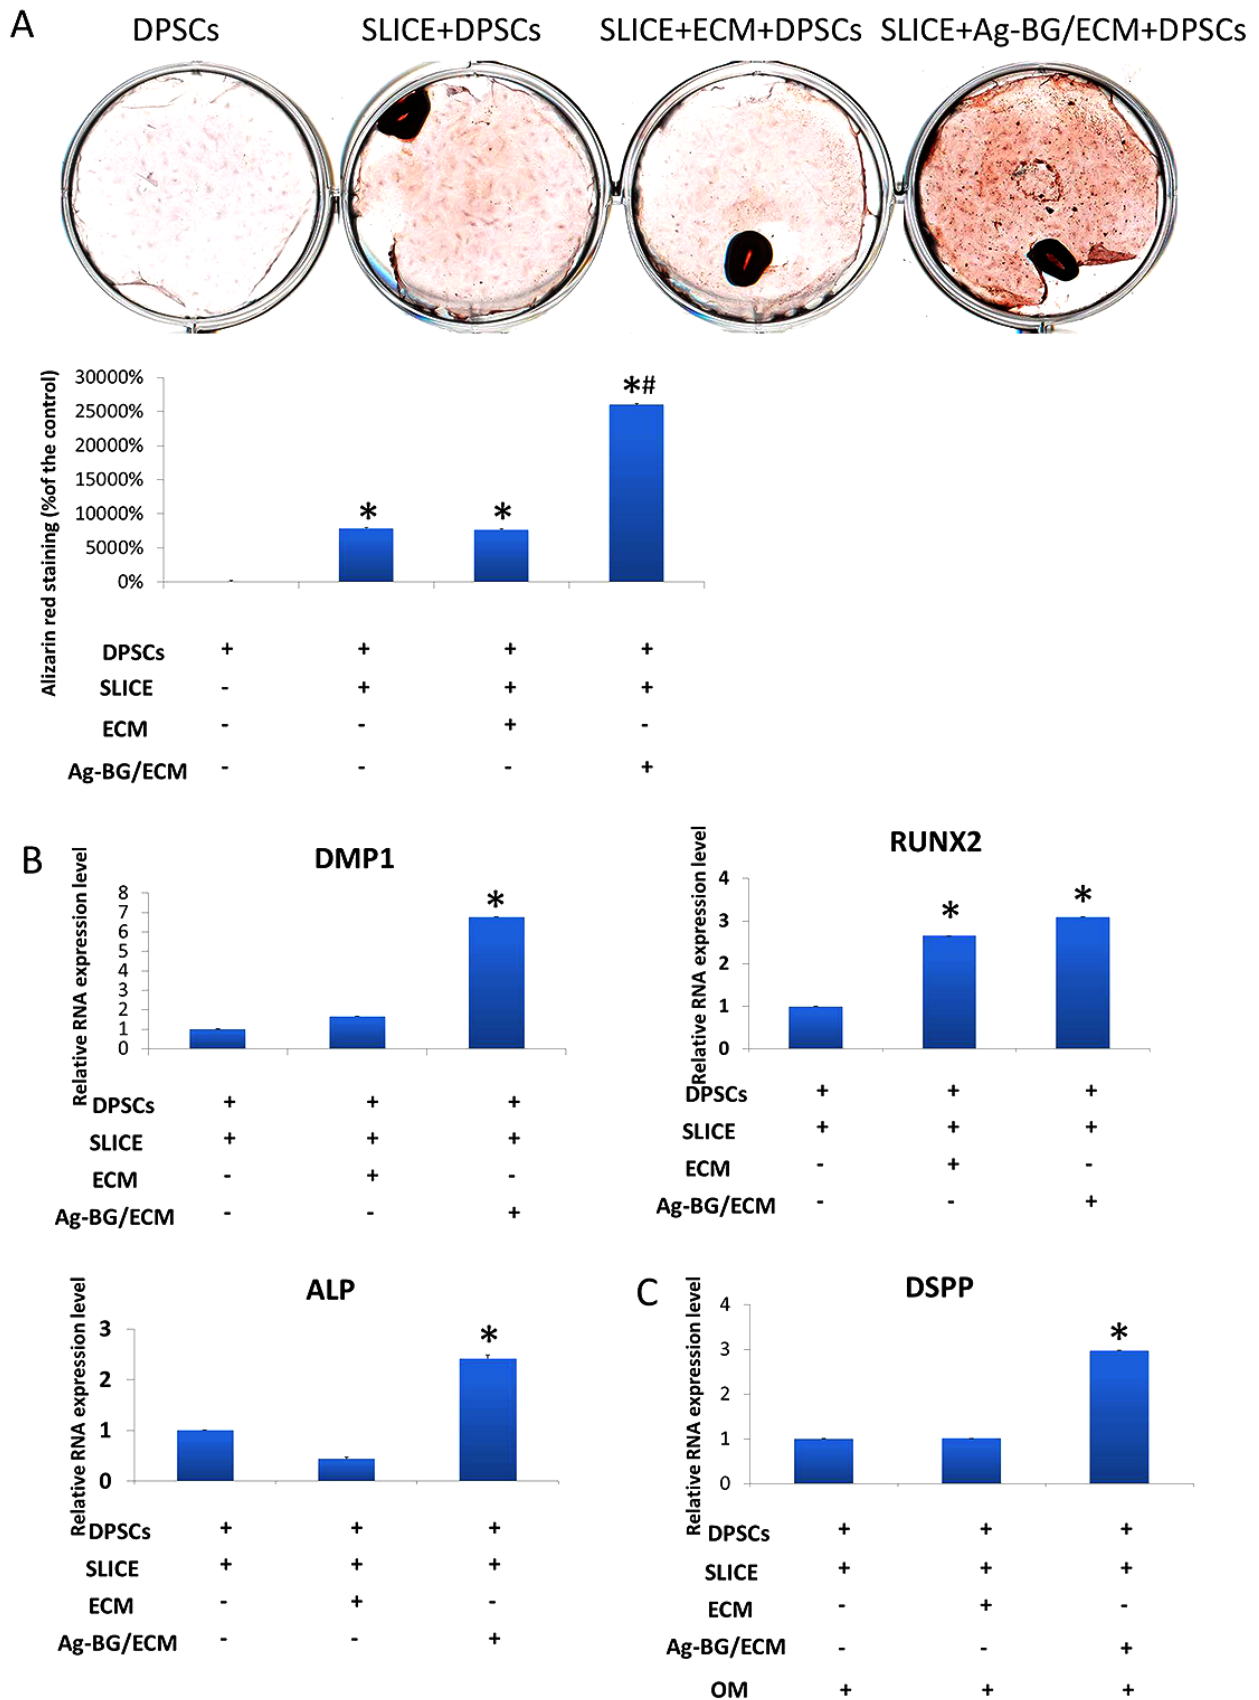 A
DPSCs SLICE+DPSCs SLICE+ECM+DPSCs SLICE+Ag-BG/ECM+DPSCs
Alizarin red staining (%of the control)
30000%
25000%
20000%
15000%
10000%
5000%
0%
* * *#
DPSCs + + + +
SLICE - + + +
ECM - - + -
Ag-BG/ECM - - - +
B
DMP1
Relative RNA expression level
8
7
6
5
4
3
2
1
0
*
DPSCs + + +
SLICE + + +
ECM - + -
Ag-BG/ECM - - +
RUNX2
Relative RNA expression level
4
3
2
1
0
* *
DPSCs + + +
SLICE + + +
ECM - + -
Ag-BG/ECM - - +
ALP
Relative RNA expression level
3
2
1
0
*
DPSCs + + +
SLICE + + +
ECM - + -
Ag-BG/ECM - - +
C
DSPP
Relative RNA expression level
4
3
2
1
0
*
DPSCs + + +
SLICE + + +
ECM - + -
Ag-BG/ECM - - +
OM + + +